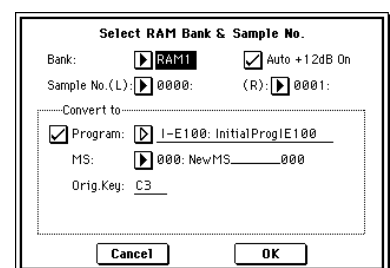 Select RAM Bank & Sample No.
Bank: RAM1 Auto +12dB On
Sample No.(L): 0000: (R): 0001:
Convert to
Program: I-E100: InitialProgIE100
MS: 000: NewMS________000
Orig.Key: C3
Cancel OK